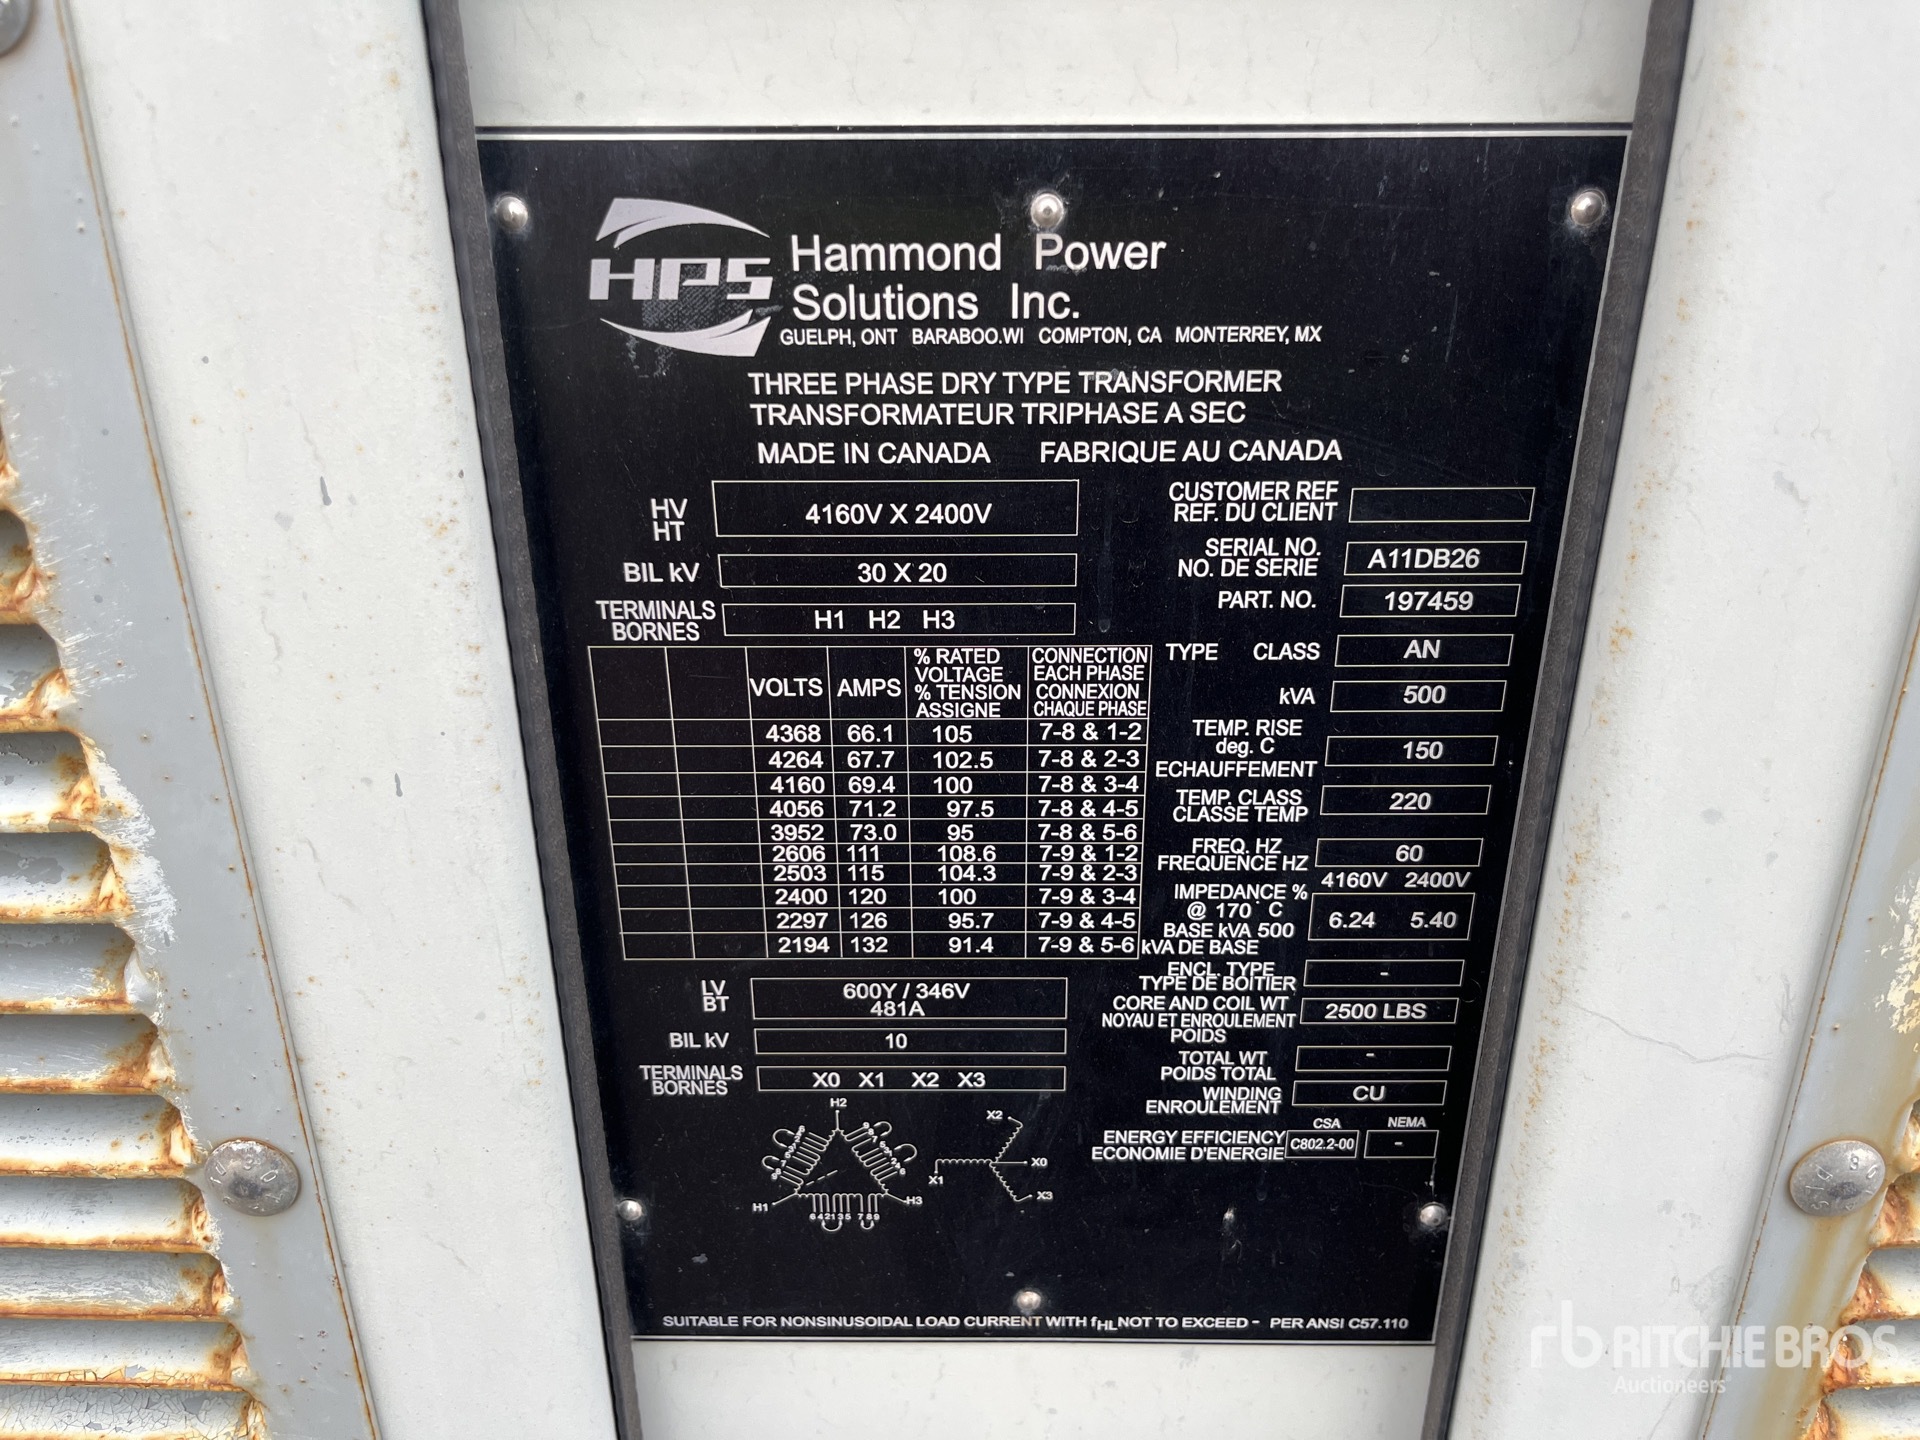 HPS
Hammond Power
Solutions Inc.
GUELPH, ONT BARABOO.WI COMPTON, CA MONTERREY, MX
THREE PHASE DRY TYPE TRANSFORMER
TRANSFORMATEUR TRIPHASE A SEC
MADE IN CANADA FABRIQUE AU CANADA
HV
HT
4160V X 2400V
BIL kV 30 X 20
TERMINALS
BORNES
H1 H2 H3
VOLTS AMPS % RATED VOLTAGE % TENSION ASSIGNE CONNECTION EACH PHASE CONNEXION CHAQUE PHASE
4368 66.1 105 7-8 & 1-2
4264 67.7 102.5 7-8 & 2-3
4160 69.4 100 7-8 & 3-4
4056 71.2 97.5 7-8 & 4-5
3952 73.0 95 7-8 & 5-6
2606 111 108.6 7-9 & 1-2
2503 115 104.3 7-9 & 2-3
2400 120 100 7-9 & 3-4
2297 126 95.7 7-9 & 4-5
2194 132 91.4 7-9 & 5-6
LV
BT
600Y / 346V
481A
BIL kV 10
TERMINALS
BORNES
X0 X1 X2 X3
H2
H1
H3
6 4 2 1 3 5 7 8 9
X2
X0
X1
X3
CUSTOMER REF
REF. DU CLIENT
SERIAL NO.
NO. DE SERIE
A11DB26
PART. NO. 197459
TYPE CLASS AN
kVA 500
TEMP. RISE
deg. C
ECHAUFFEMENT
150
TEMP. CLASS
CLASSE TEMP
220
FREQ. HZ
FREQUENCE HZ
60
4160V 2400V
IMPEDANCE %
@ 170 ° C
BASE kVA 500
kVA DE BASE
6.24 5.40
ENCL. TYPE
TYPE DE BOITIER
-
CORE AND COIL WT
NOYAU ET ENROULEMENT
POIDS
2500 LBS
TOTAL WT
POIDS TOTAL
-
WINDING
ENROULEMENT
CU
CSA NEMA
ENERGY EFFICIENCY
ECONOMIE D'ENERGIE
C802.2-00 -
SUITABLE FOR NONSINUSOIDAL LOAD CURRENT WITH fHL NOT TO EXCEED - PER ANSI C57.110
rb RITCHIE BROS
Auctioneers